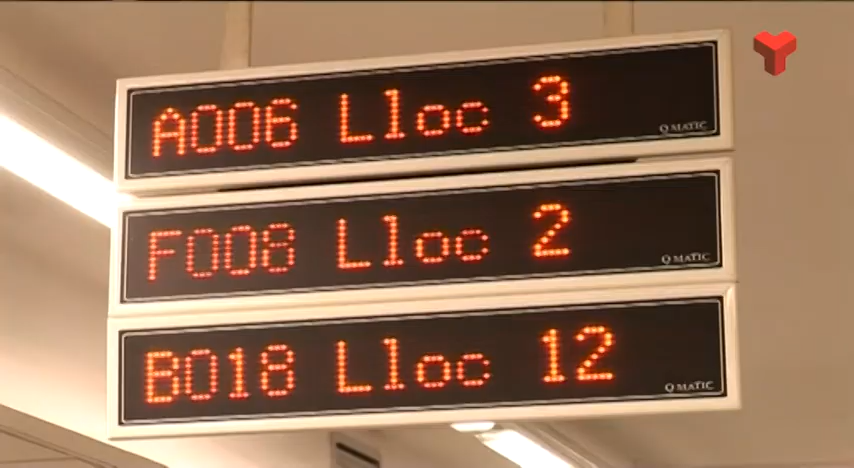 A006 Lloc 3
Q MATIC
F008 Lloc 2
Q MATIC
B018 Lloc 12
Q MATIC